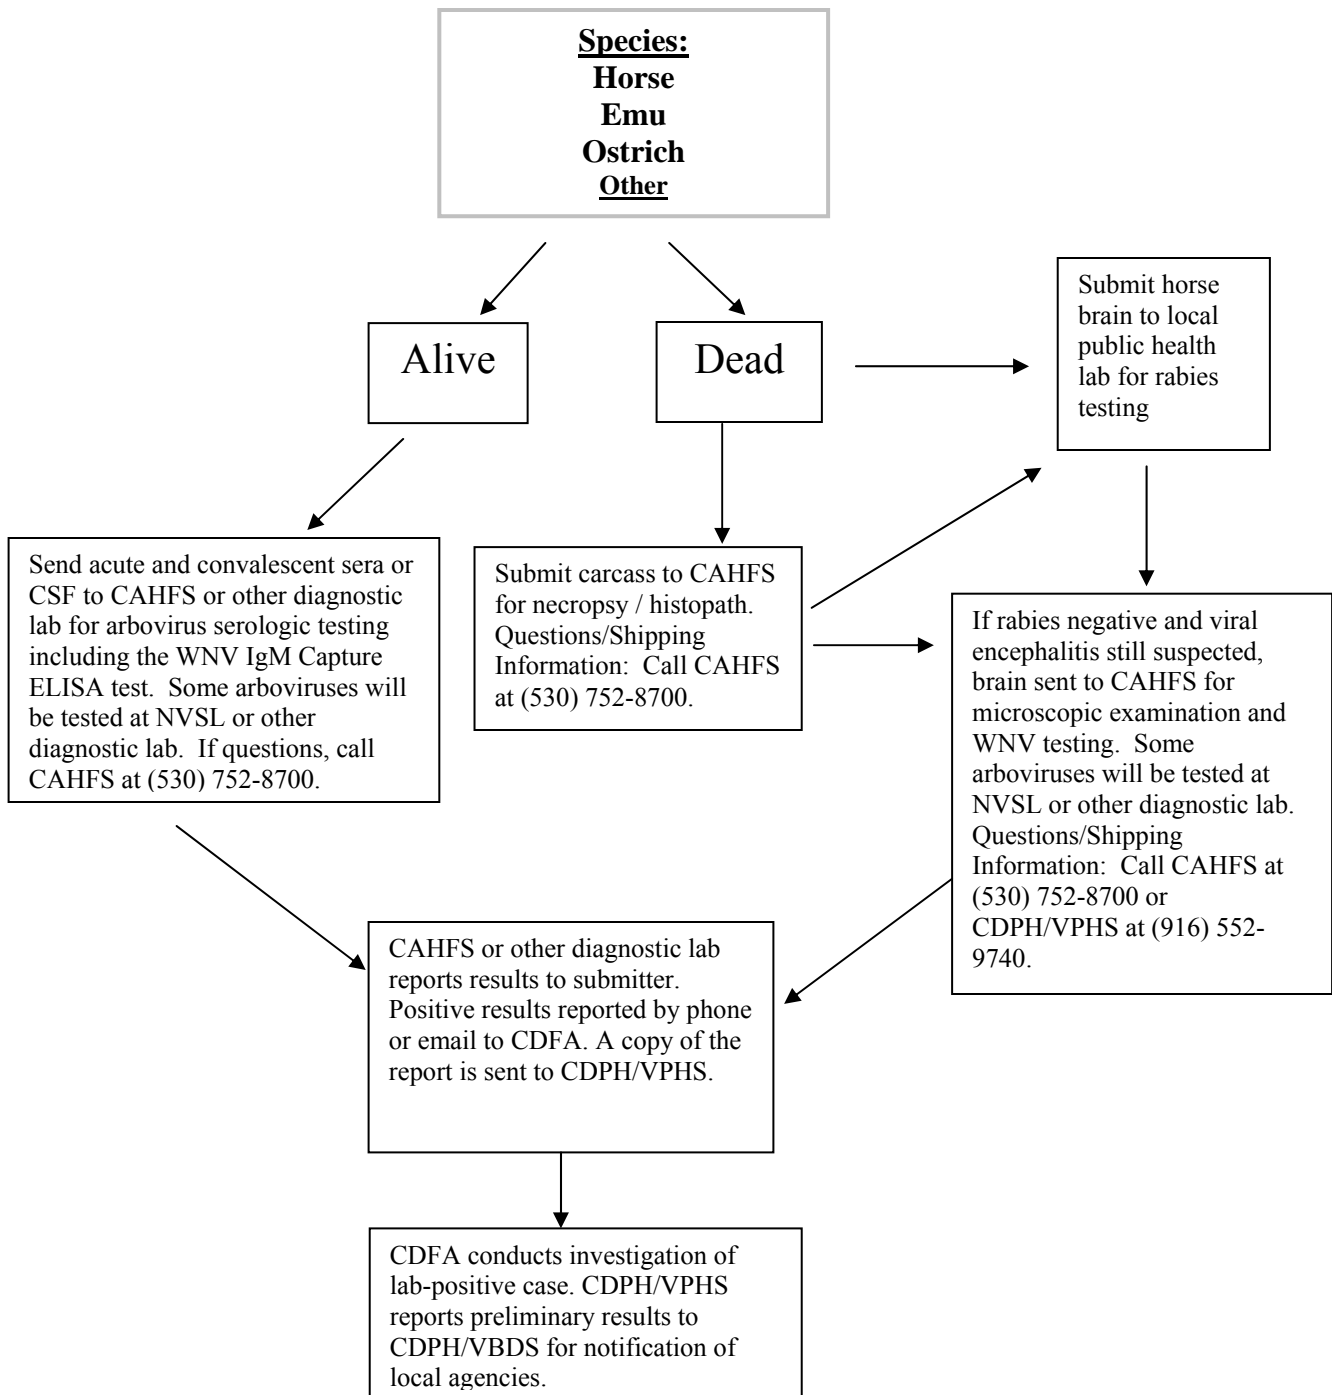 Species:
Horse
Emu
Ostrich
Other
Alive
Dead
Submit horse
brain to local
public health
lab for rabies
testing
Send acute and convalescent sera or
CSF to CAHFS or other diagnostic
lab for arbovirus serologic testing
including the WNV IgM Capture
ELISA test.  Some arboviruses will
be tested at NVSL or other
diagnostic lab.  If questions, call
CAHFS at (530) 752-8700.
Submit carcass to CAHFS
for necropsy / histopath.
Questions/Shipping
Information:  Call CAHFS
at (530) 752-8700.
If rabies negative and viral
encephalitis still suspected,
brain sent to CAHFS for
microscopic examination and
WNV testing.  Some
arboviruses will be tested at
NVSL or other diagnostic lab.
Questions/Shipping
Information:  Call CAHFS at
(530) 752-8700 or
CDPH/VPHS at (916) 552-
9740.
CAHFS or other diagnostic lab
reports results to submitter.
Positive results reported by phone
or email to CDFA. A copy of the
report is sent to CDPH/VPHS.
CDFA conducts investigation of
lab-positive case. CDPH/VPHS
reports preliminary results to
CDPH/VBDS for notification of
local agencies.